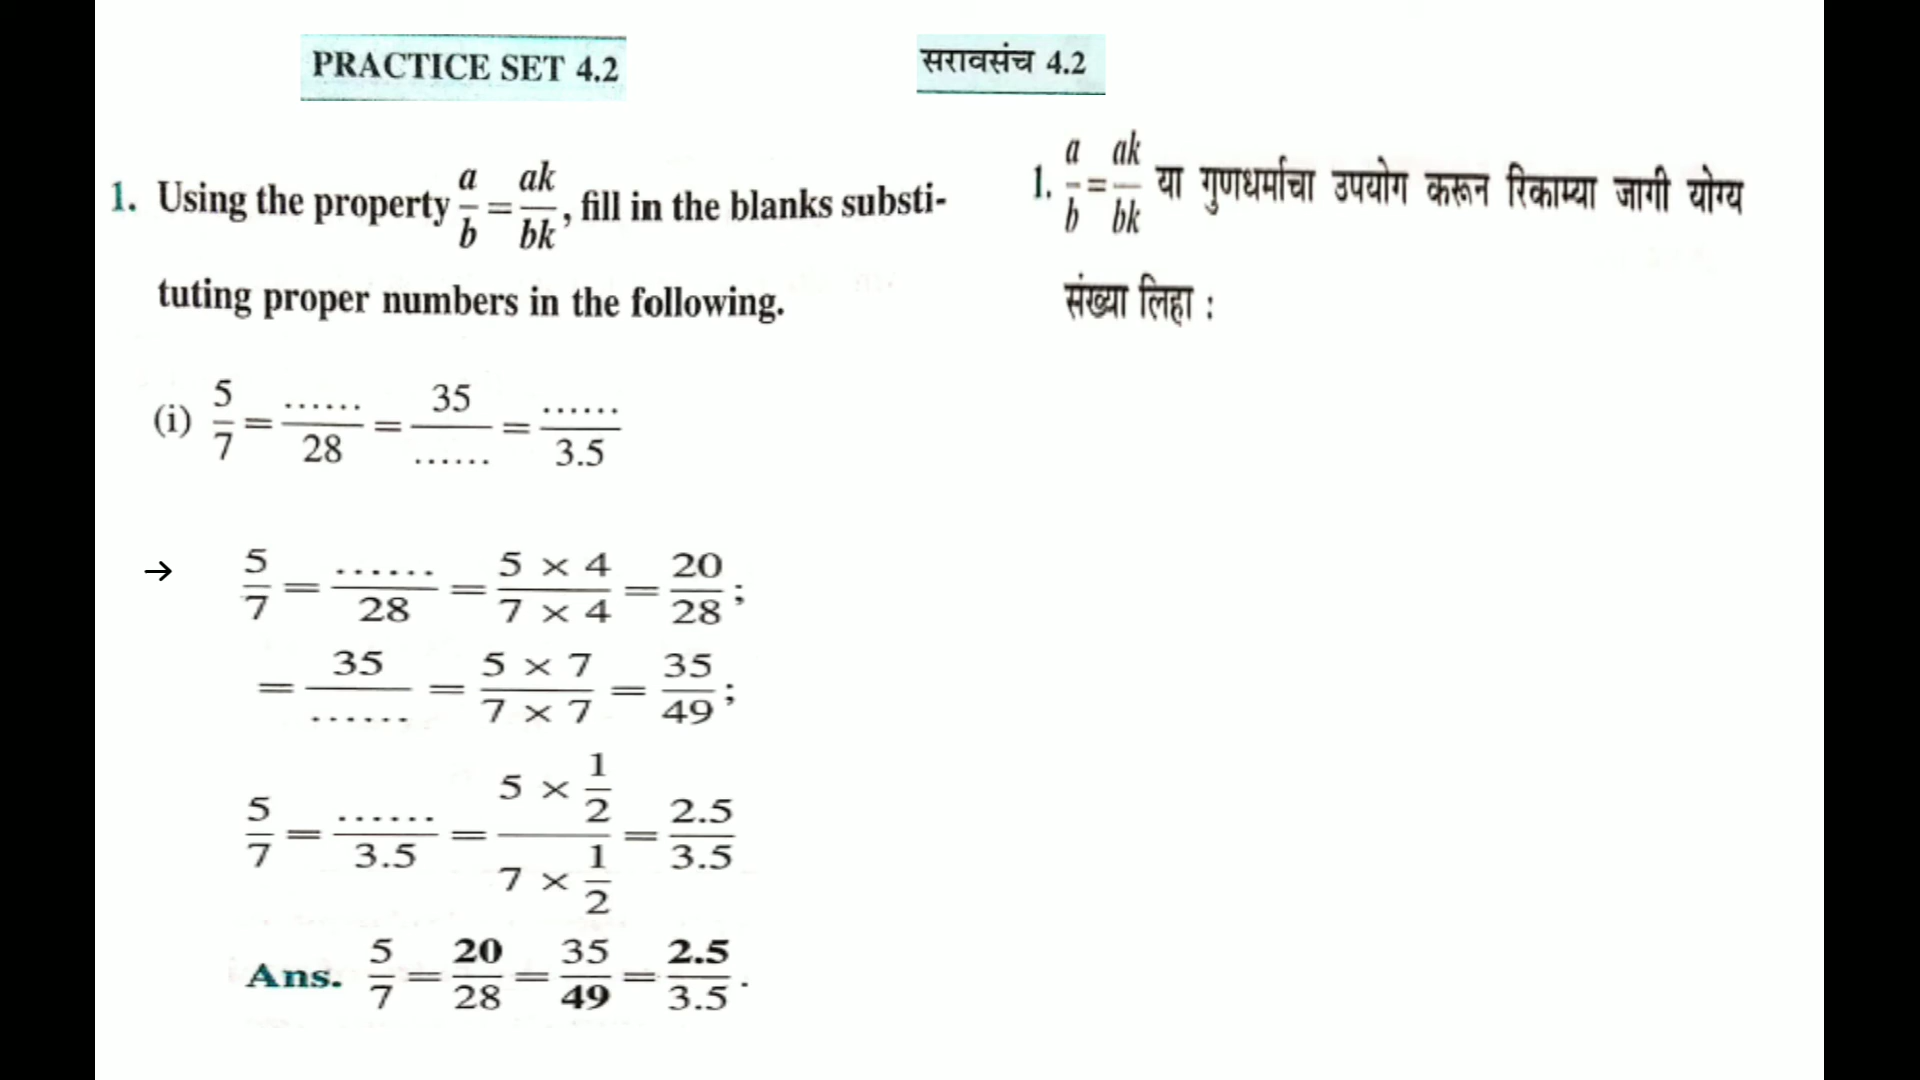 PRACTICE SET 4.2
सरावसंच 4.2
1. Using the property a/b = ak/bk, fill in the blanks substi-
tuting proper numbers in the following.
1. a/b = ak/bk या गुणधर्माचा उपयोग करून रिकाम्या जागी योग्य
संख्या लिहा :
(i) 5/7 = ....../28 = 35/...... = ....../3.5
→ 5/7 = ....../28 = 5 × 4/7 × 4 = 20/28;
= 35/...... = 5 × 7/7 × 7 = 35/49;
5/7 = ....../3.5 = 5 × 1/2 / 7 × 1/2 = 2.5/3.5
Ans. 5/7 = 20/28 = 35/49 = 2.5/3.5.